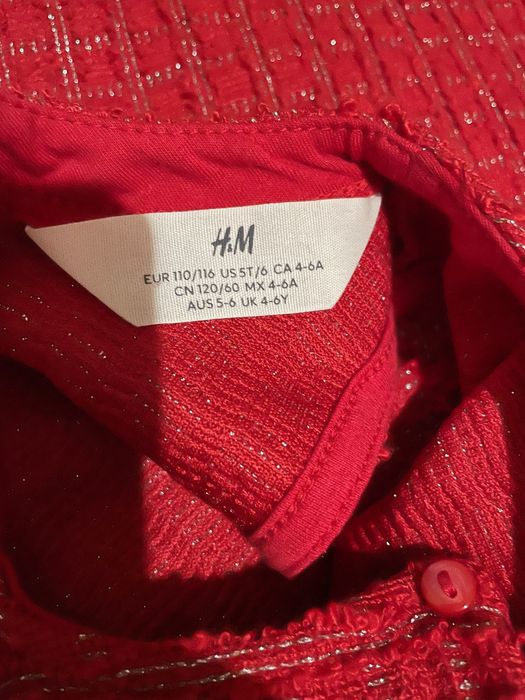 H&M
EUR 110/116 US 5T/6 CA 4-6A
CN 120/60 MX 4-6A
AUS 5-6 UK 4-6Y